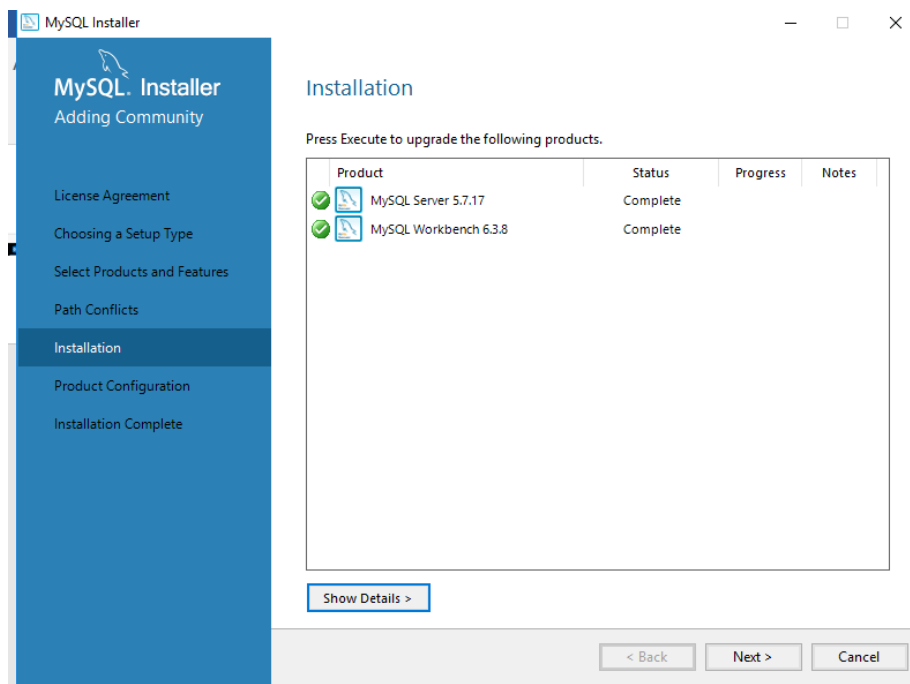 MySQL Installer
MySQL. Installer
Adding Community
License Agreement
Choosing a Setup Type
Select Products and Features
Path Conflicts
Installation
Product Configuration
Installation Complete
Installation
Press Execute to upgrade the following products.
Product Status Progress Notes
MySQL Server 5.7.17 Complete
MySQL Workbench 6.3.8 Complete
Show Details >
< Back Next > Cancel